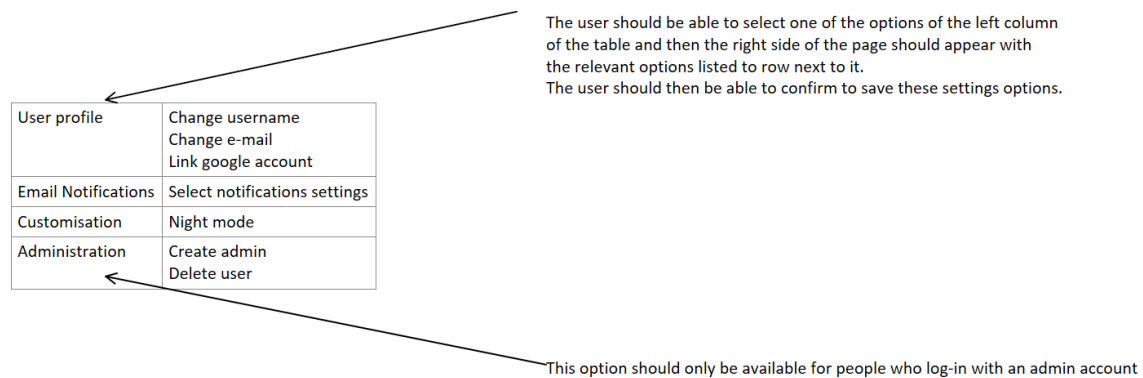 The user should be able to select one of the options of the left column
of the table and then the right side of the page should appear with
the relevant options listed to row next to it.
The user should then be able to confirm to save these settings options.
User profile
Change username
Change e-mail
Link google account
Email Notifications
Select notifications settings
Customisation
Night mode
Administration
Create admin
Delete user
This option should only be available for people who log-in with an admin account